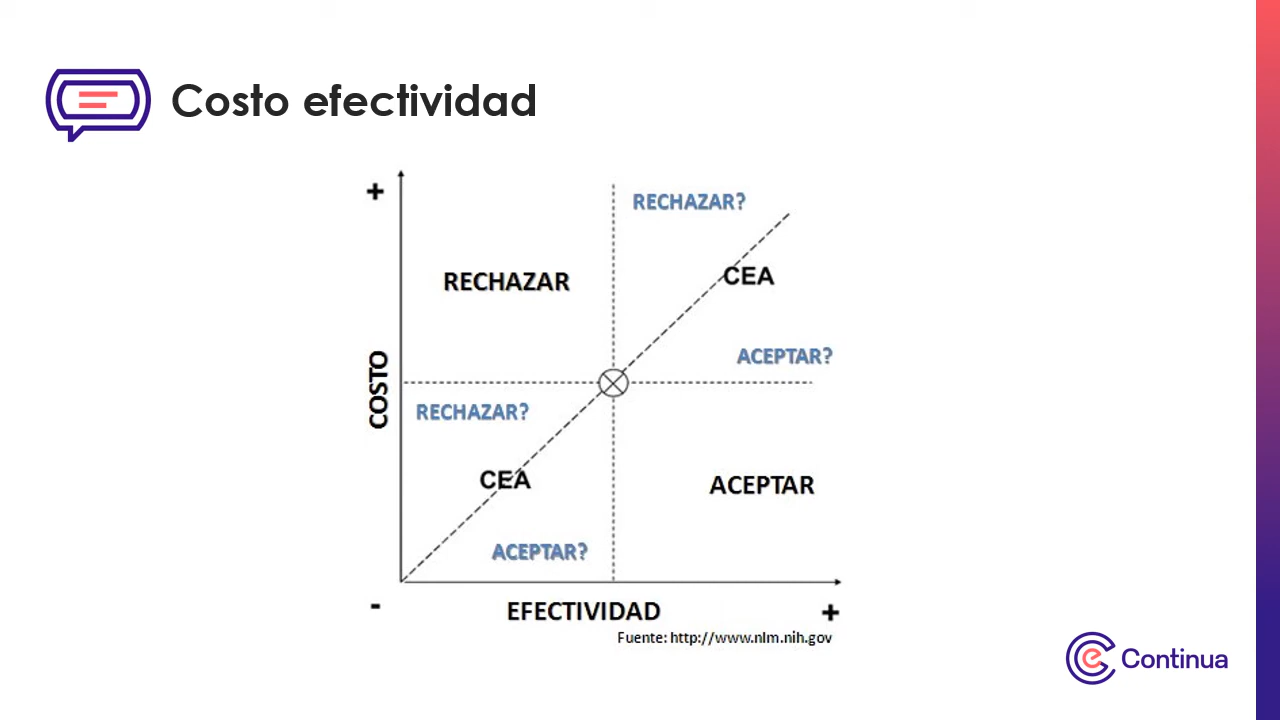 Costo efectividad
+
RECHAZAR?
RECHAZAR
CEA
ACEPTAR?
COSTO
RECHAZAR?
CEA
ACEPTAR
ACEPTAR?
-
EFECTIVIDAD
+
Fuente: http://www.nlm.nih.gov
e Continua